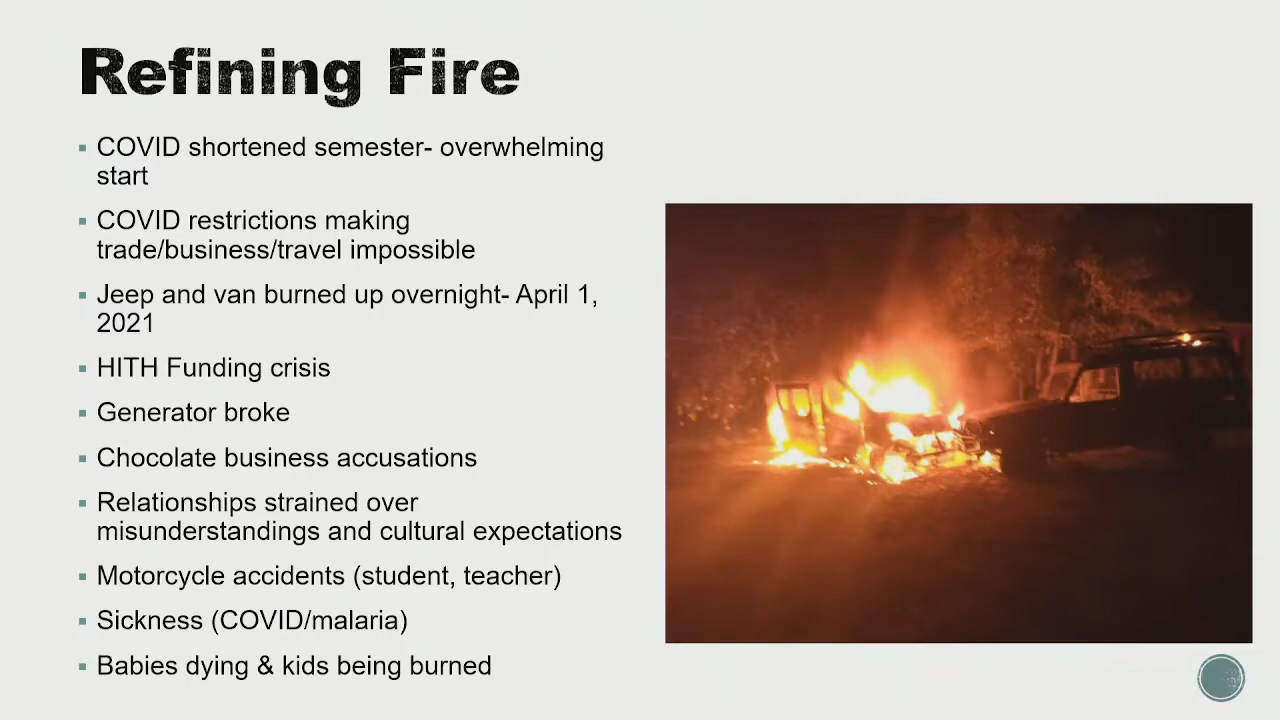 Refining Fire
COVID shortened semester- overwhelming
start
COVID restrictions making
trade/business/travel impossible
Jeep and van burned up overnight- April 1,
2021
HITH Funding crisis
Generator broke
Chocolate business accusations
Relationships strained over
misunderstandings and cultural expectations
Motorcycle accidents (student, teacher)
Sickness (COVID/malaria)
Babies dying & kids being burned